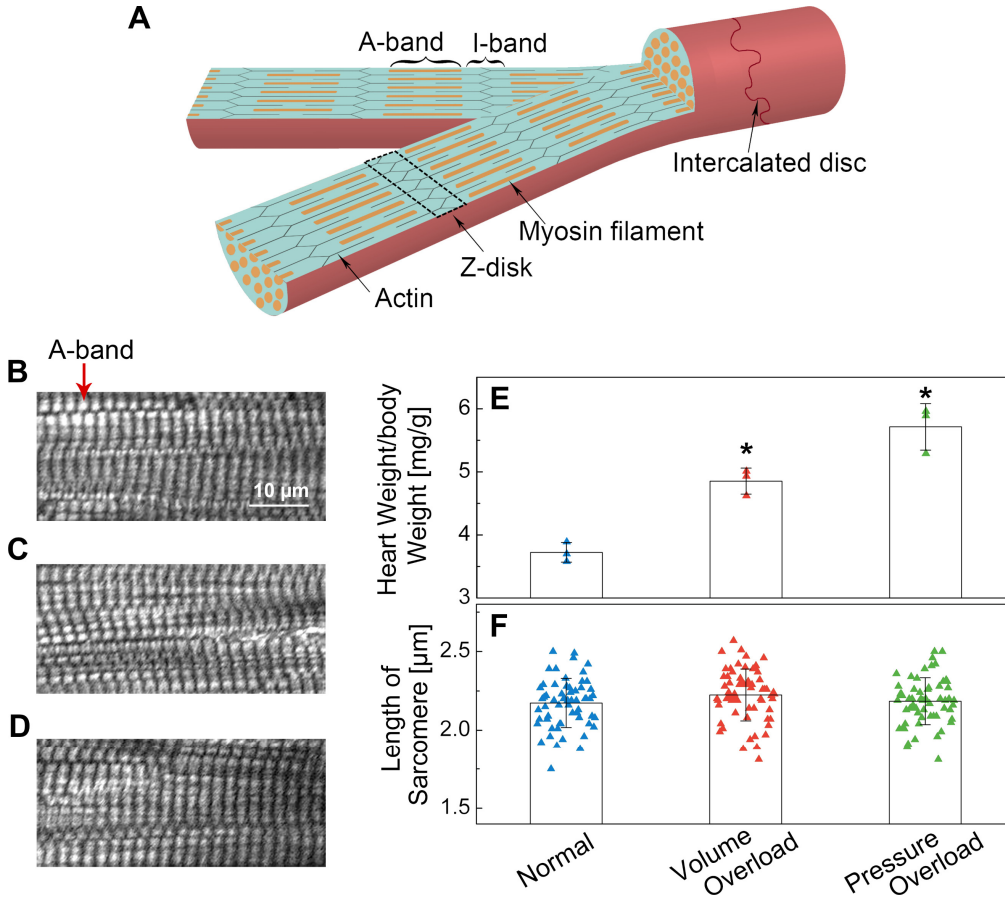 A
A-band
I-band
Intercalated disc
Myosin filament
Z-disk
Actin
B
A-band
10 µm
C
D
E
Heart Weight/body
Weight [mg/g]
6
5
4
3
*
*
F
Length of
Sarcomere [µm]
2.5
2.0
1.5
Normal
Volume
Overload
Pressure
Overload